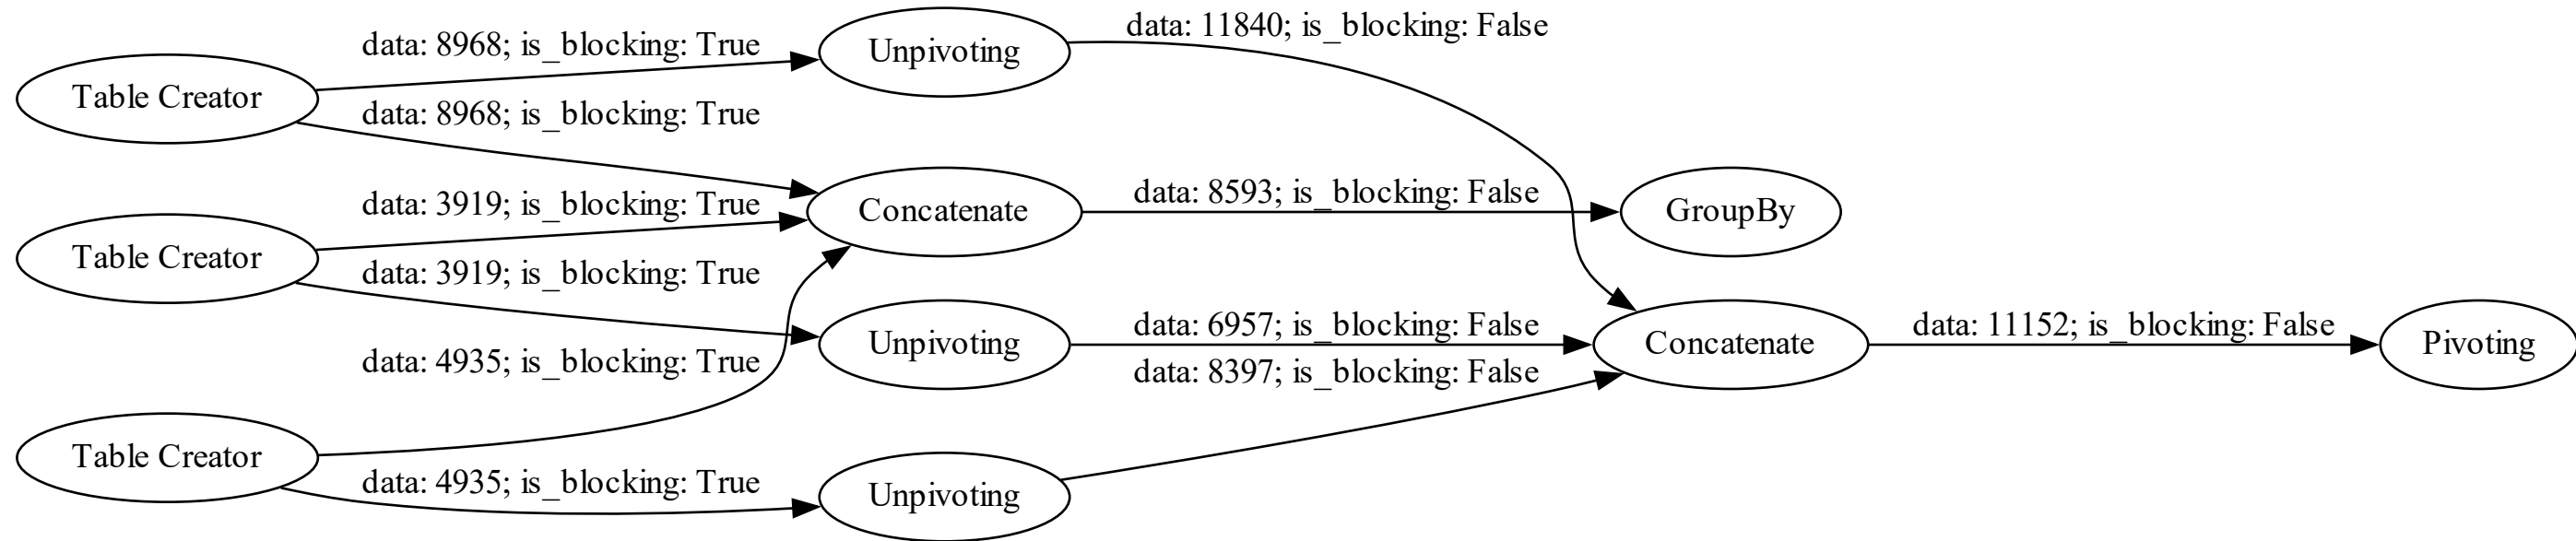 Table Creator
data: 8968; is_blocking: True
data: 8968; is_blocking: True
Unpivoting
data: 11840; is_blocking: False
Table Creator
data: 3919; is_blocking: True
data: 3919; is_blocking: True
Concatenate
data: 8593; is_blocking: False
GroupBy
Unpivoting
data: 6957; is_blocking: False
Concatenate
data: 11152; is_blocking: False
Pivoting
Table Creator
data: 4935; is_blocking: True
data: 4935; is_blocking: True
Unpivoting
data: 8397; is_blocking: False